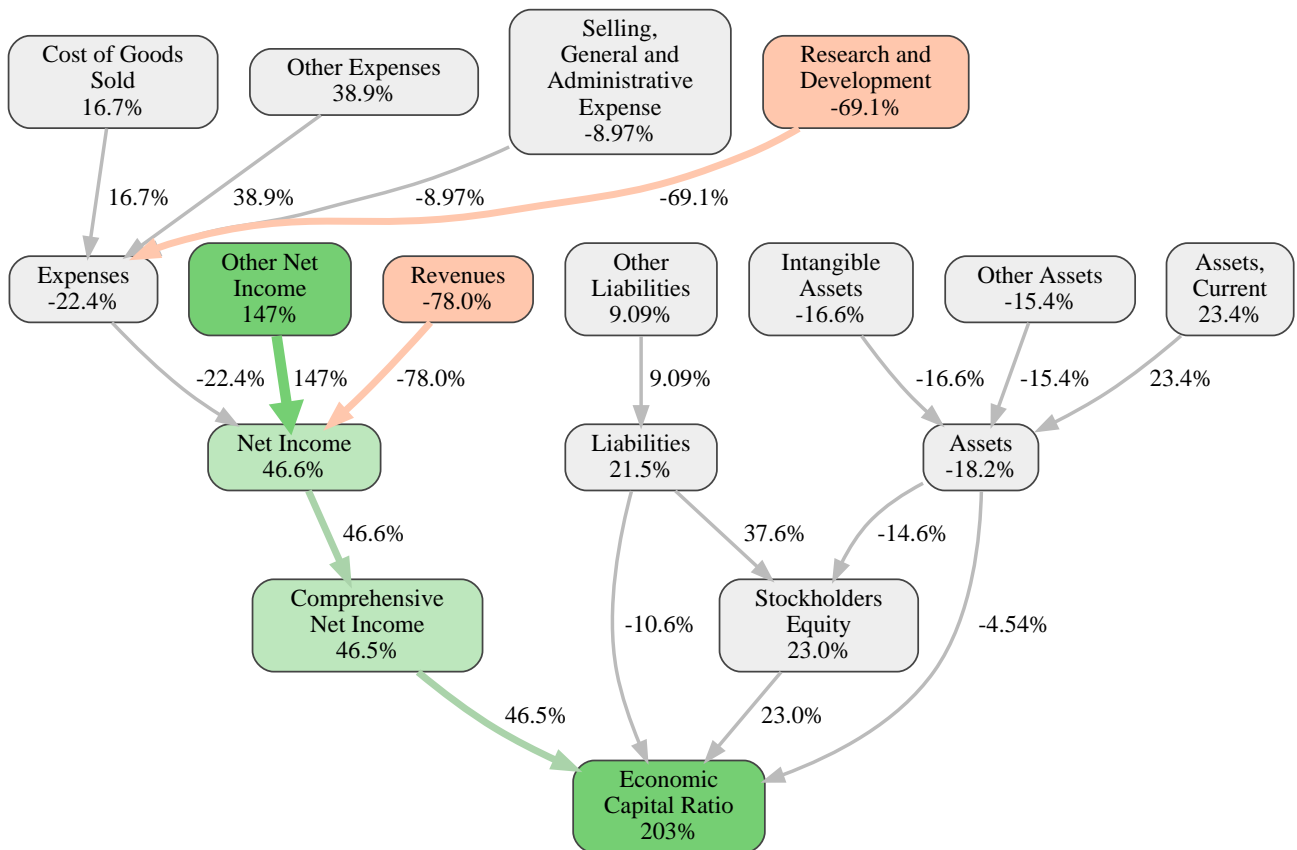 Cost of Goods
Sold
16.7%
Other Expenses
38.9%
Selling,
General and
Administrative
Expense
-8.97%
Research and
Development
-69.1%
16.7%
38.9%
-8.97%
-69.1%
Expenses
-22.4%
Other Net
Income
147%
Revenues
-78.0%
Other
Liabilities
9.09%
Intangible
Assets
-16.6%
Other Assets
-15.4%
Assets,
Current
23.4%
-22.4%
147%
-78.0%
9.09%
-16.6%
-15.4%
23.4%
Net Income
46.6%
Liabilities
21.5%
Assets
-18.2%
46.6%
37.6%
-14.6%
Comprehensive
Net Income
46.5%
-10.6%
Stockholders
Equity
23.0%
-4.54%
46.5%
23.0%
Economic
Capital Ratio
203%